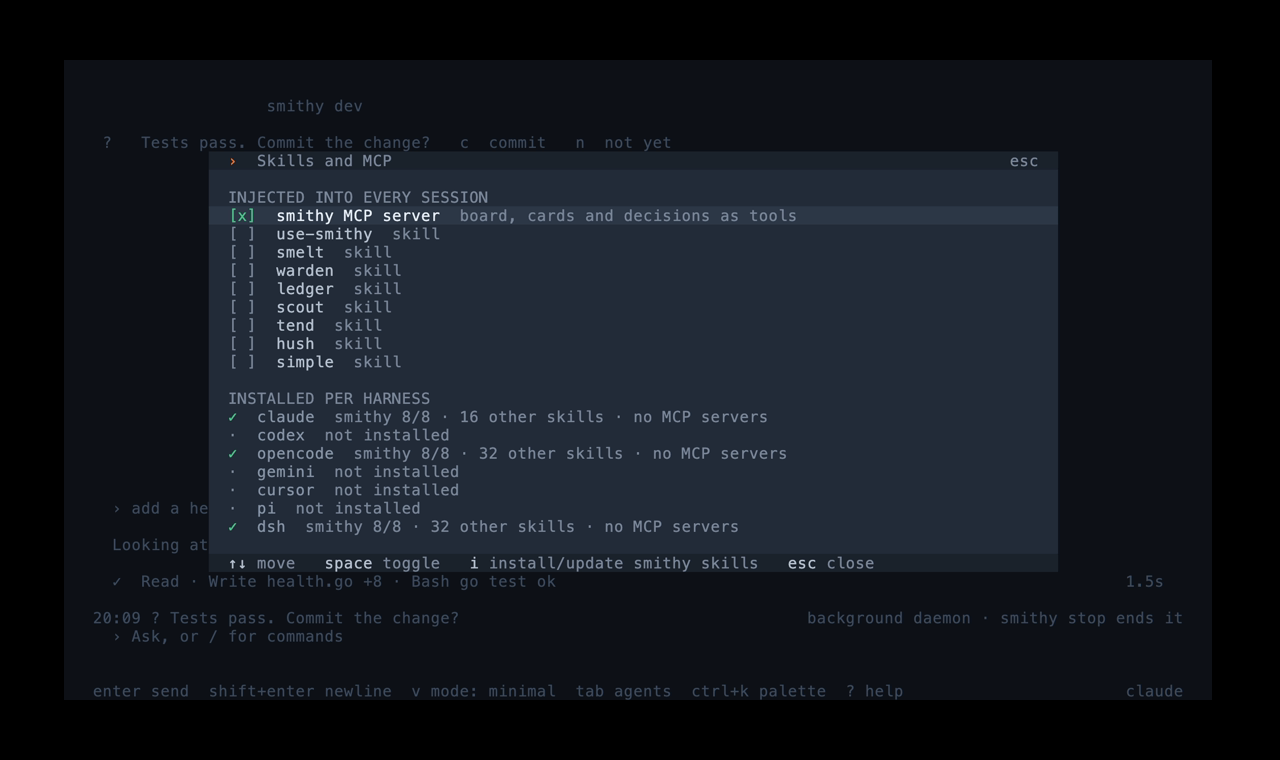 smithy dev
? Tests pass. Commit the change? c commit n not yet
› Skills and MCP esc
INJECTED INTO EVERY SESSION
[x] smithy MCP server board, cards and decisions as tools
[ ] use-smithy skill
[ ] smelt skill
[ ] warden skill
[ ] ledger skill
[ ] scout skill
[ ] tend skill
[ ] hush skill
[ ] simple skill
INSTALLED PER HARNESS
✓ claude smithy 8/8 · 16 other skills · no MCP servers
· codex not installed
✓ opencode smithy 8/8 · 32 other skills · no MCP servers
· gemini not installed
· cursor not installed
› add a he
· pi not installed
✓ dsh smithy 8/8 · 32 other skills · no MCP servers
Looking at
↑↓ move space toggle i install/update smithy skills esc close
✓ Read · Write health.go +8 · Bash go test ok 1.5s
20:09 ? Tests pass. Commit the change? background daemon · smithy stop ends it
› Ask, or / for commands
enter send shift+enter newline v mode: minimal tab agents ctrl+k palette ? help claude